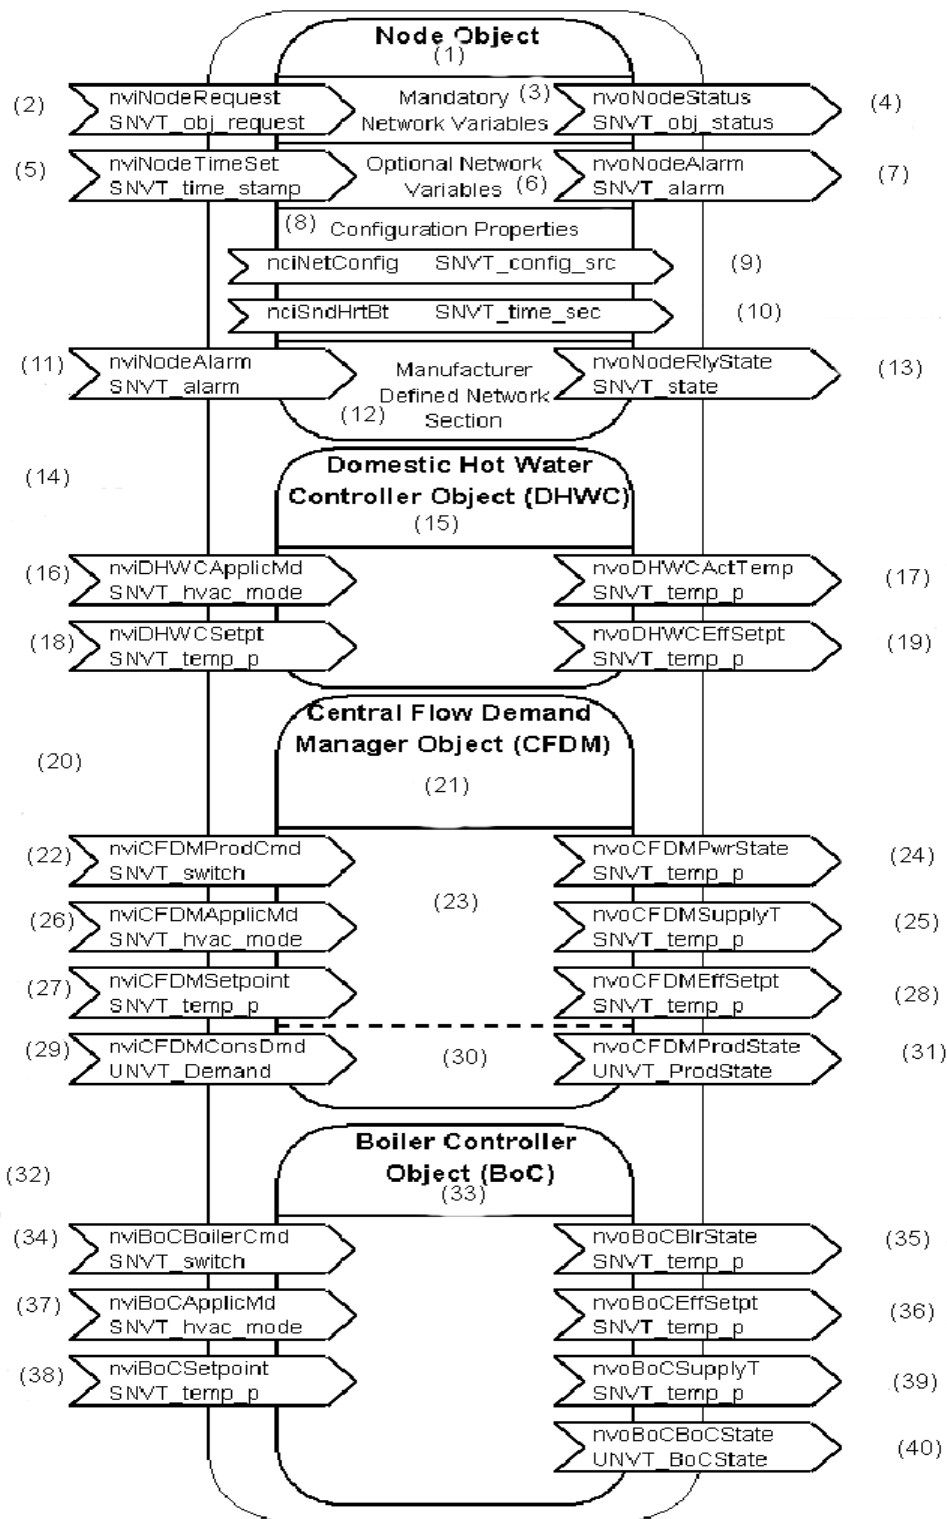 Node Object
(1)
(2)
nviNodeRequest
SNVT_obj_request
Mandatory (3)
Network Variables
nvoNodeStatus
SNVT_obj_status
(4)
(5)
nviNodeTimeSet
SNVT_time_stamp
Optional Network
Variables (6)
nvoNodeAlarm
SNVT_alarm
(7)
(8)
Configuration Properties
nciNetConfig SNVT_config_src
(9)
nciSndHrtBt SNVT_time_sec
(10)
(11)
nviNodeAlarm
SNVT_alarm
Manufacturer
Defined Network
(12)
Section
nvoNodeRlyState
SNVT_state
(13)
(14)
Domestic Hot Water
Controller Object (DHWC)
(15)
(16)
nviDHWCApplicMd
SNVT_hvac_mode
nvoDHWCActTemp
SNVT_temp_p
(17)
(18)
nviDHWCSetpt
SNVT_temp_p
nvoDHWCEffSetpt
SNVT_temp_p
(19)
Central Flow Demand
Manager Object (CFDM)
(20)
(21)
(22)
nviCFDMProdCmd
SNVT_switch
nvoCFDMPwrState
SNVT_temp_p
(24)
(23)
(26)
nviCFDMApplicMd
SNVT_hvac_mode
nvoCFDMSupplyT
SNVT_temp_p
(25)
(27)
nviCFDMSetpoint
SNVT_temp_p
nvoCFDMEffSetpt
SNVT_temp_p
(28)
(29)
nviCFDMConsDmd
UNVT_Demand
(30)
nvoCFDMProdState
UNVT_ProdState
(31)
Boiler Controller
Object (BoC)
(32)
(33)
(34)
nviBoCBoilerCmd
SNVT_switch
nvoBoCBlrState
SNVT_temp_p
(35)
(37)
nviBoCApplicMd
SNVT_hvac_mode
nvoBoCEffSetpt
SNVT_temp_p
(36)
(38)
nviBoCSetpoint
SNVT_temp_p
nvoBoCSupplyT
SNVT_temp_p
(39)
nvoBoCBoCState
UNVT_BoCState
(40)